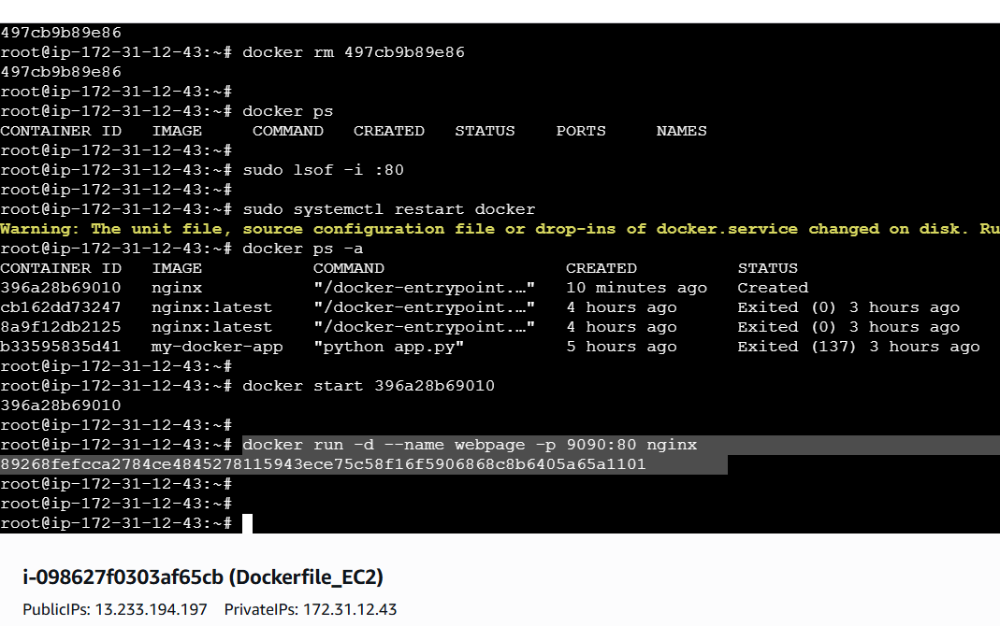 497cb9b89e86
root@ip-172-31-12-43:~# docker rm 497cb9b89e86
497cb9b89e86
root@ip-172-31-12-43:~#
root@ip-172-31-12-43:~# docker ps
CONTAINER ID   IMAGE     COMMAND   CREATED   STATUS    PORTS     NAMES
root@ip-172-31-12-43:~#
root@ip-172-31-12-43:~# sudo lsof -i :80
root@ip-172-31-12-43:~#
root@ip-172-31-12-43:~# sudo systemctl restart docker
Warning: The unit file, source configuration file or drop-ins of docker.service changed on disk. Ru
root@ip-172-31-12-43:~# docker ps -a
CONTAINER ID   IMAGE           COMMAND                  CREATED          STATUS
396a28b69010   nginx           "/docker-entrypoint.…"   10 minutes ago   Created
cb162dd73247   nginx:latest    "/docker-entrypoint.…"   4 hours ago      Exited (0) 3 hours ago
8a9f12db2125   nginx:latest    "/docker-entrypoint.…"   4 hours ago      Exited (0) 3 hours ago
b33595835d41   my-docker-app   "python app.py"          5 hours ago      Exited (137) 3 hours ago
root@ip-172-31-12-43:~#
root@ip-172-31-12-43:~# docker start 396a28b69010
396a28b69010
root@ip-172-31-12-43:~#
root@ip-172-31-12-43:~# docker run -d --name webpage -p 9090:80 nginx
89268fefcca2784ce4845278115943ece75c58f16f5906868c8b6405a65a1101
root@ip-172-31-12-43:~#
root@ip-172-31-12-43:~#
root@ip-172-31-12-43:~#
i-098627f0303af65cb (Dockerfile_EC2)
PublicIPs: 13.233.194.197   PrivateIPs: 172.31.12.43